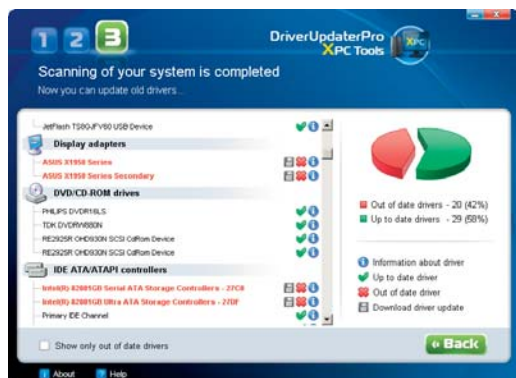 1 2 3
DriverUpdaterPro
XPC Tools
XPC
Scanning of your system is completed
Now you can update old drivers...
JetFlash TS8GJFV60 USB Device
Display adapters
ASUS X1950 Series
ASUS X1950 Series Secondary
DVD/CD-ROM drives
PHILIPS DVDR16LS
TDK DVDRW880N
RE2925R OHD930N SCSI CdRom Device
RE2925R OHD930N SCSI CdRom Device
IDE ATA/ATAPI controllers
Intel(R) 82801GB Serial ATA Storage Controllers - 27C0
Intel(R) 82801GB Ultra ATA Storage Controllers - 27DF
Primary IDE Channel
Out of date drivers - 20 (42%)
Up to date drivers - 29 (58%)
Information about driver
Up to date driver
Out of date driver
Download driver update
Show only out of date drivers
Back
About
Help